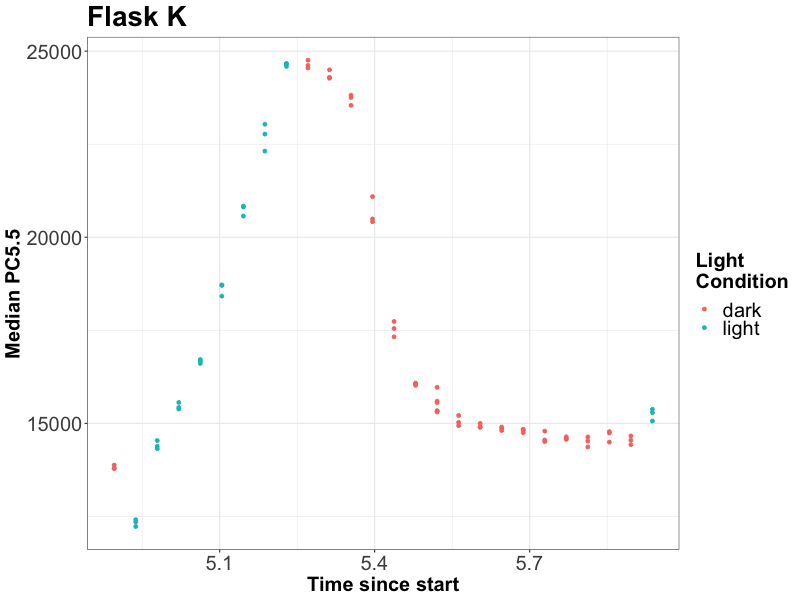 Flask K
25000
20000
15000
Median PC5.5
5.1
5.4
5.7
Time since start
Light
Condition
dark
light